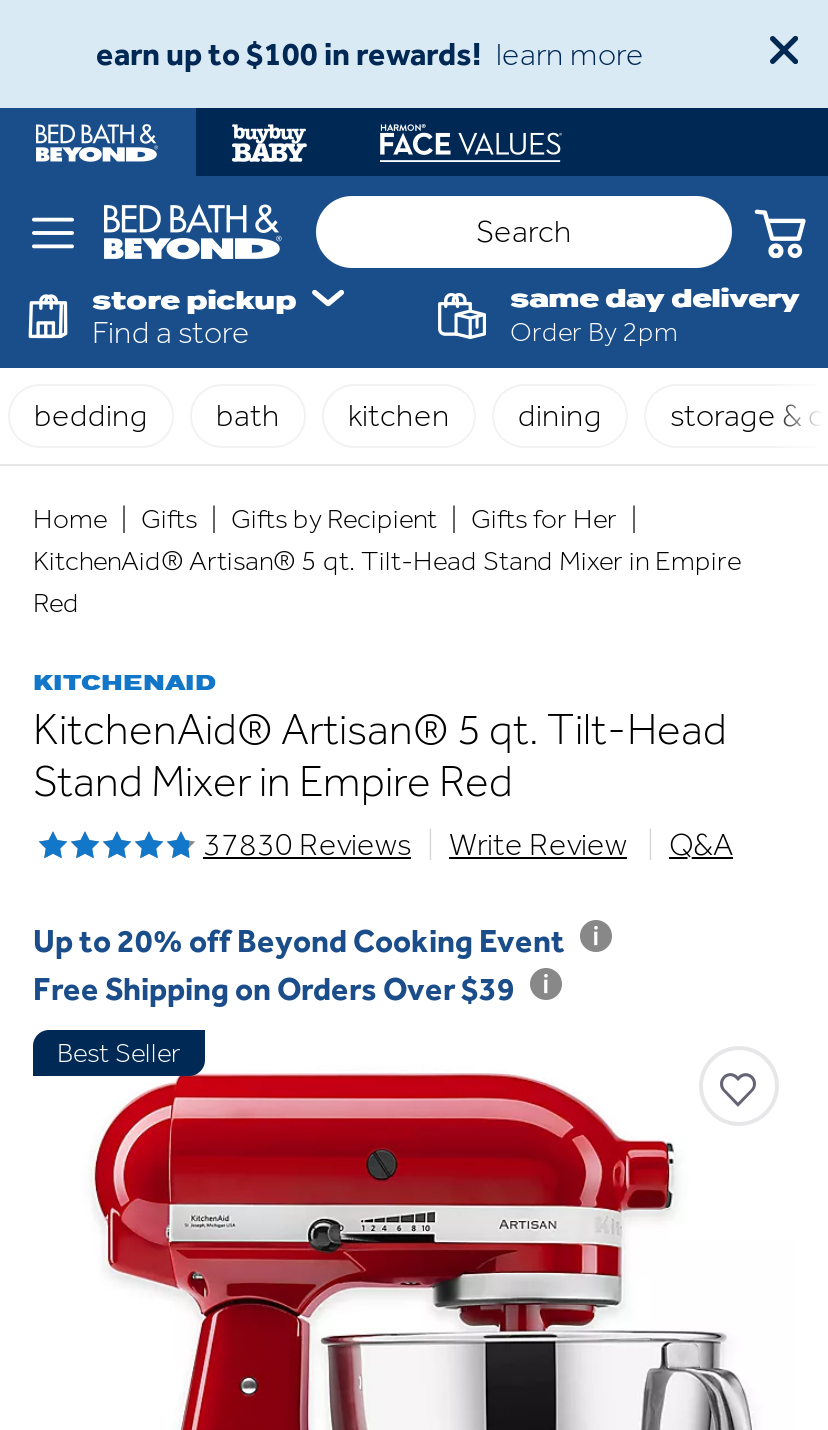 earn up to $100 in rewards! learn more
BED BATH &
BEYOND®
buybuy
BABY
HARMON®
FACE VALUES
BED BATH &
BEYOND®
Search
store pickup
Find a store
same day delivery
Order By 2pm
bedding bath kitchen dining storage &
Home | Gifts | Gifts by Recipient | Gifts for Her |
KitchenAid® Artisan® 5 qt. Tilt-Head Stand Mixer in Empire
Red
KITCHENAID
KitchenAid® Artisan® 5 qt. Tilt-Head
Stand Mixer in Empire Red
37830 Reviews | Write Review | Q&A
Up to 20% off Beyond Cooking Event
Free Shipping on Orders Over $39
Best Seller
KitchenAid
St. Joseph, Michigan USA
1 2 4 6 8 10
ARTISAN